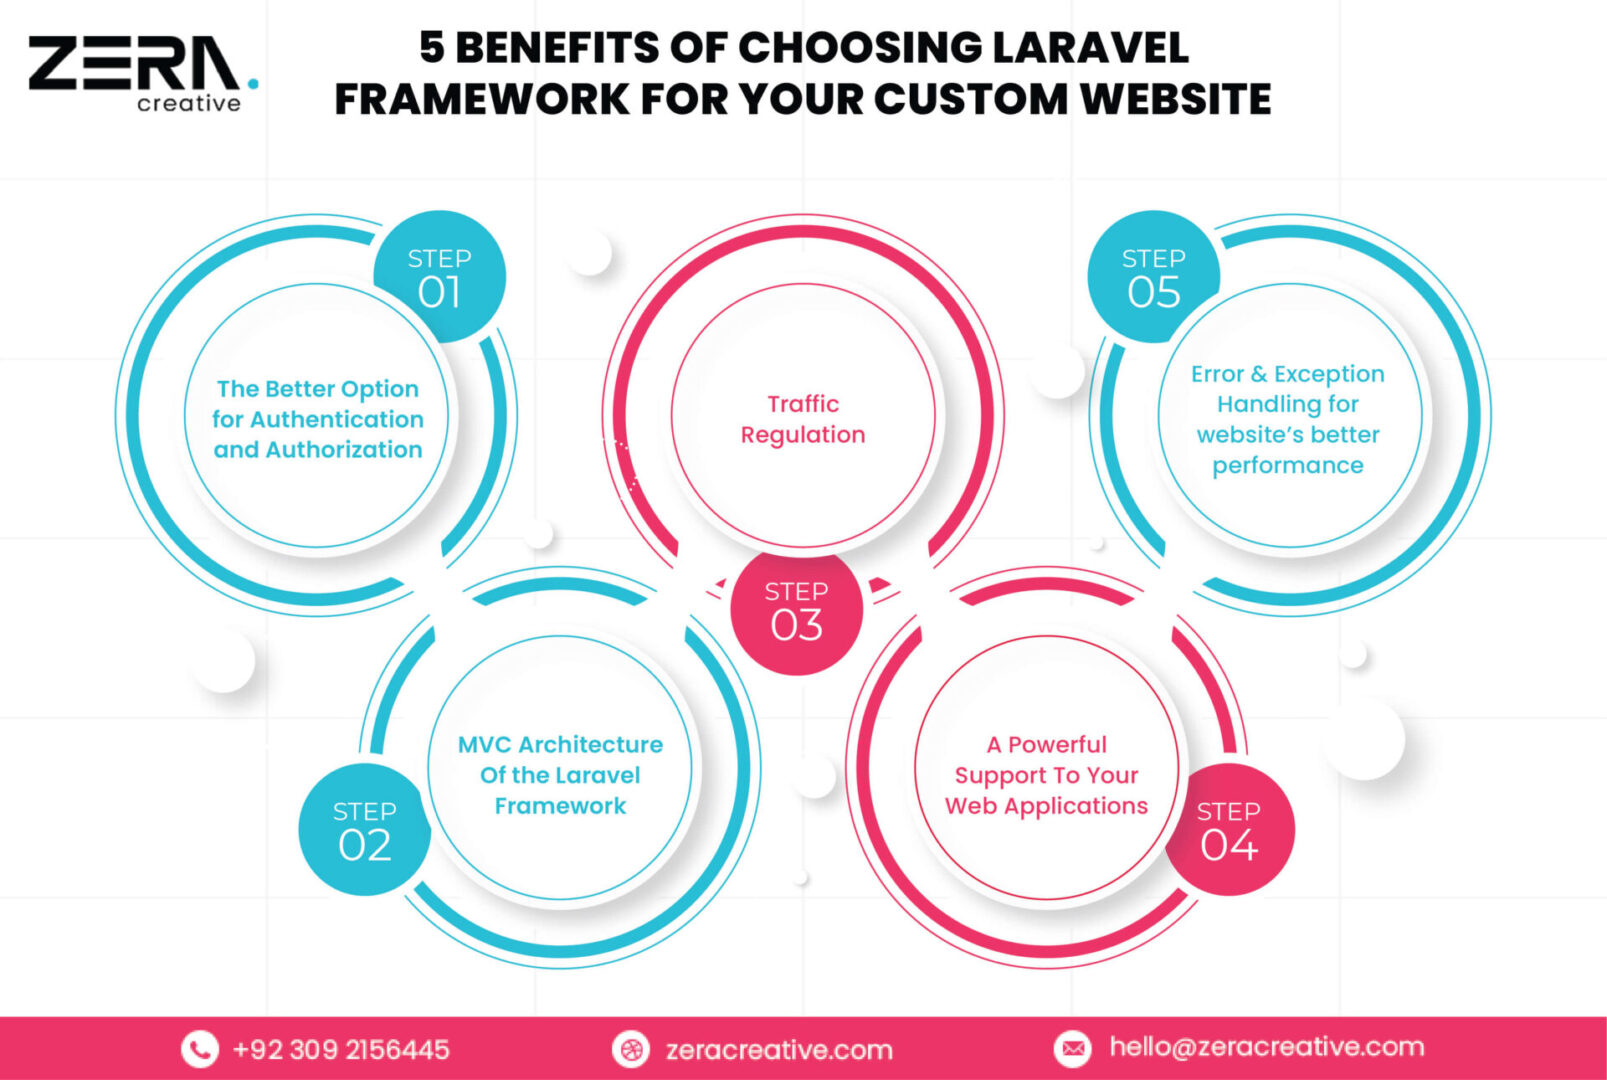 ZERA.
creative
5 BENEFITS OF CHOOSING LARAVEL
FRAMEWORK FOR YOUR CUSTOM WEBSITE
STEP
01
The Better Option
for Authentication
and Authorization
STEP
02
MVC Architecture
Of the Laravel
Framework
STEP
03
Traffic
Regulation
STEP
04
A Powerful
Support To Your
Web Applications
STEP
05
Error & Exception
Handling for
website’s better
performance
+92 309 2156445
zeracreative.com
hello@zeracreative.com